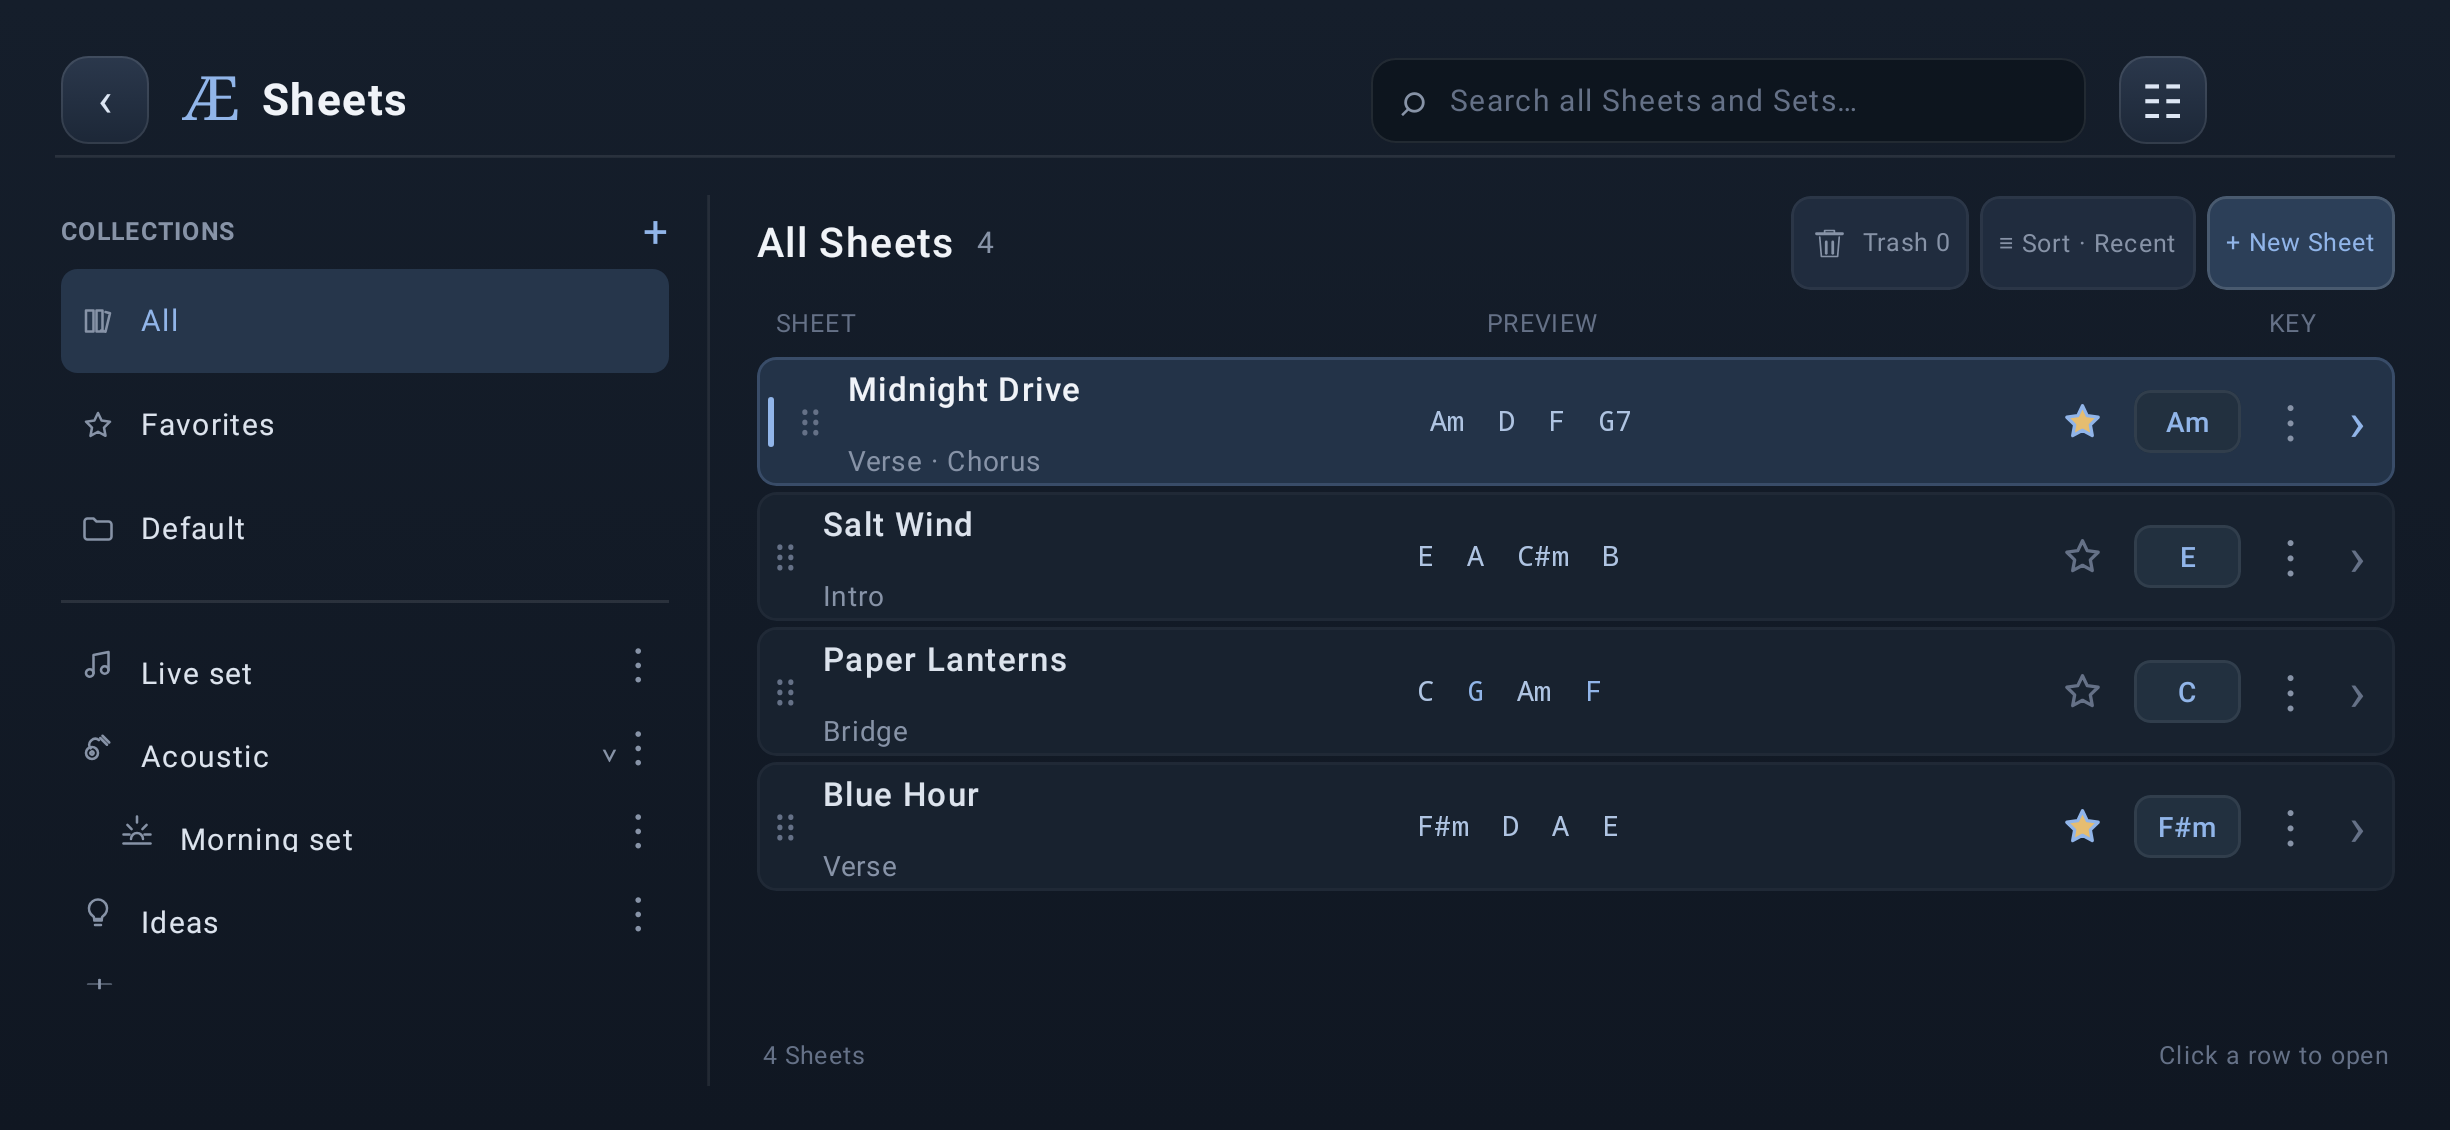 ‹ Æ Sheets
Search all Sheets and Sets…
COLLECTIONS +
All
Favorites
Default
Live set
Acoustic
Morning set
Ideas
All Sheets 4
Trash 0
≡ Sort · Recent
+ New Sheet
SHEET PREVIEW KEY
Midnight Drive
Verse · Chorus
Am D F G7
Am ›
Salt Wind
Intro
E A C#m B
E ›
Paper Lanterns
Bridge
C G Am F
C ›
Blue Hour
Verse
F#m D A E
F#m ›
4 Sheets
Click a row to open